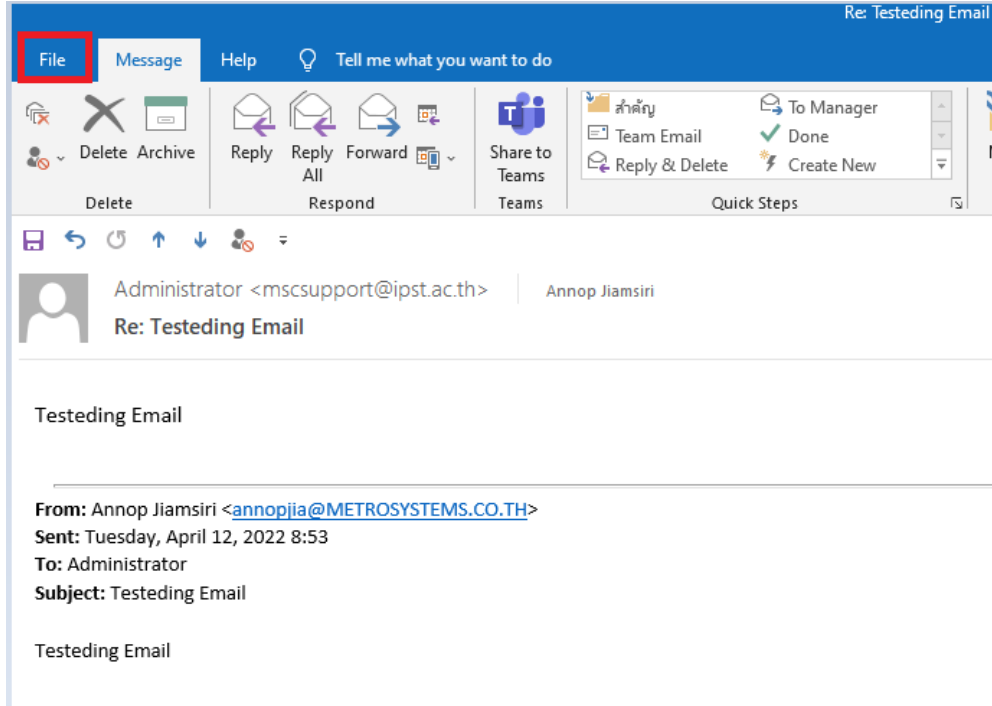 Re: Testeding Email
File Message Help Tell me what you want to do
สำคัญ To Manager
Delete Archive Reply Reply All Forward Share to Teams Team Email Done
Reply & Delete Create New
Delete Respond Teams Quick Steps
Administrator <mscsupport@ipst.ac.th> Annop Jiamsiri
Re: Testeding Email
Testeding Email
From: Annop Jiamsiri <annopjia@METROSYSTEMS.CO.TH>
Sent: Tuesday, April 12, 2022 8:53
To: Administrator
Subject: Testeding Email
Testeding Email